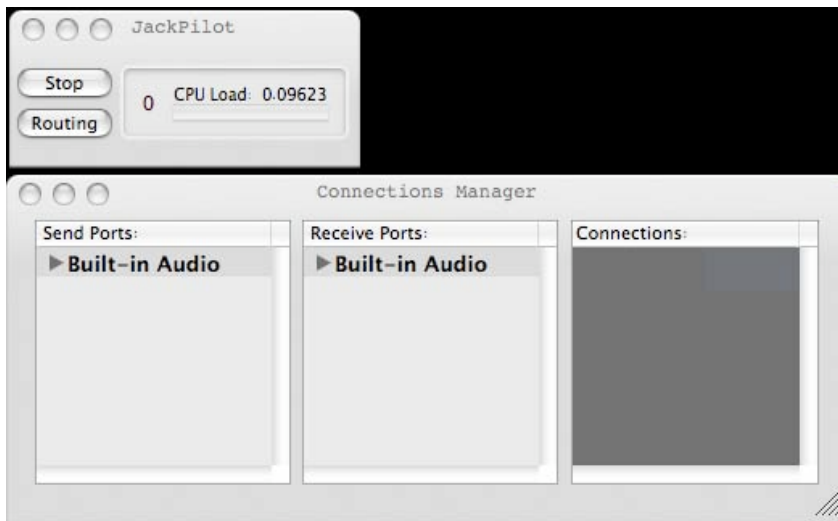 JackPilot
Stop
0
CPU Load: 0.09623
Routing
Connections Manager
Send Ports:
Receive Ports:
Connections:
Built-in Audio
Built-in Audio